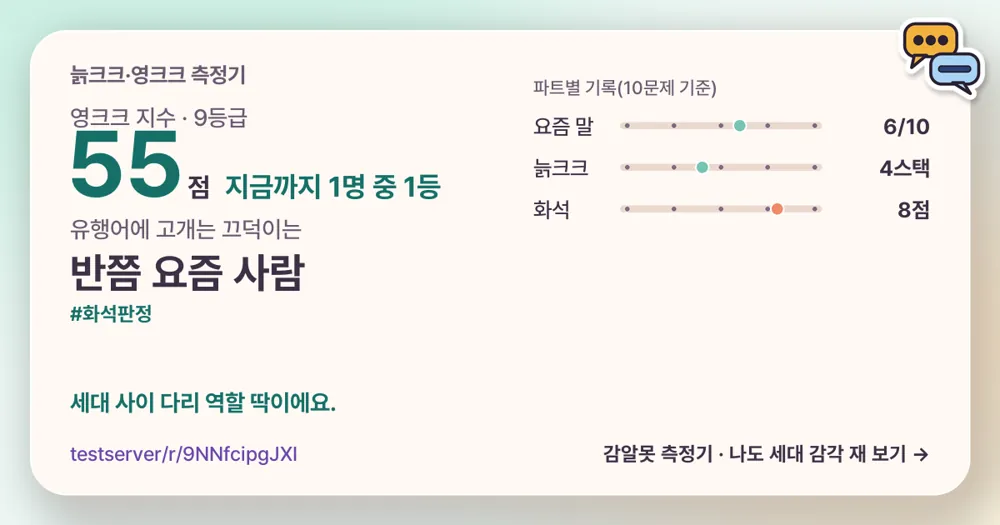 늙크크·영크크 측정기
영크크 지수 · 9등급
55점 지금까지 1명 중 1등
유행어에 고개는 끄덕이는
반쯤 요즘 사람
#화석판정
세대 사이 다리 역할 딱이에요.
testserver/r/9NNfcipgJXI
파트별 기록(10문제 기준)
요즘 말 6/10
늙크크 4스택
화석 8점
감알못 측정기 · 나도 세대 감각 재 보기 →